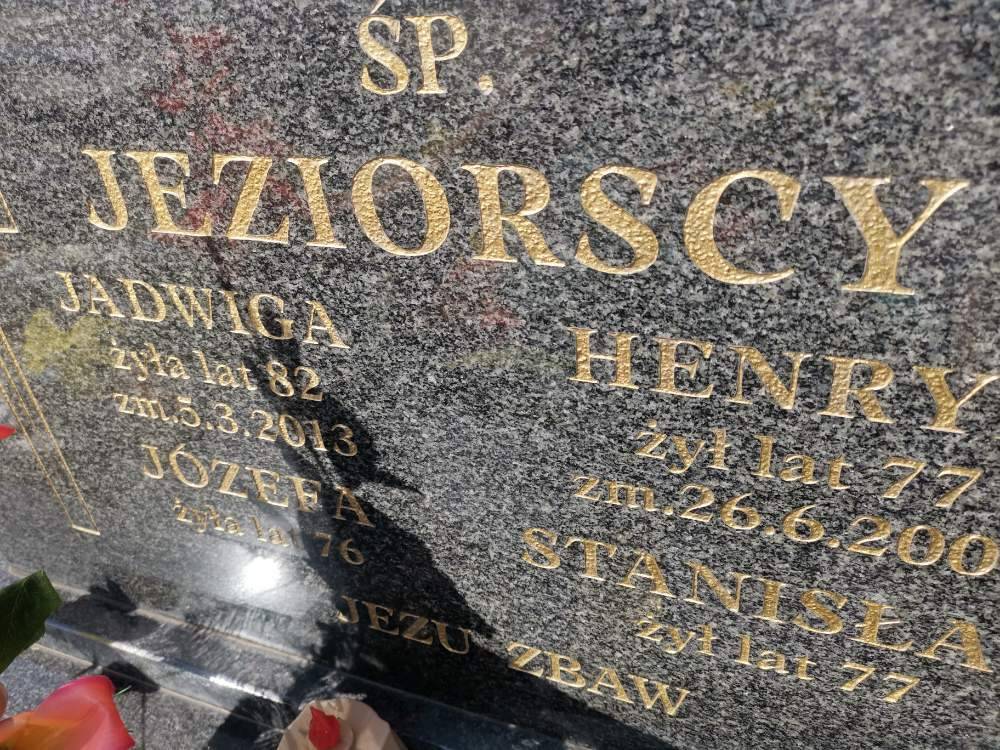 ŚP.
JEZIORSCY
JADWIGA
żyła lat 82
zm.5.3.2013
JÓZEFA
żyła lat 76
HENRY
żył lat 77
zm.26.6.200
STANISŁA
żył lat 77
JEZU ZBAW